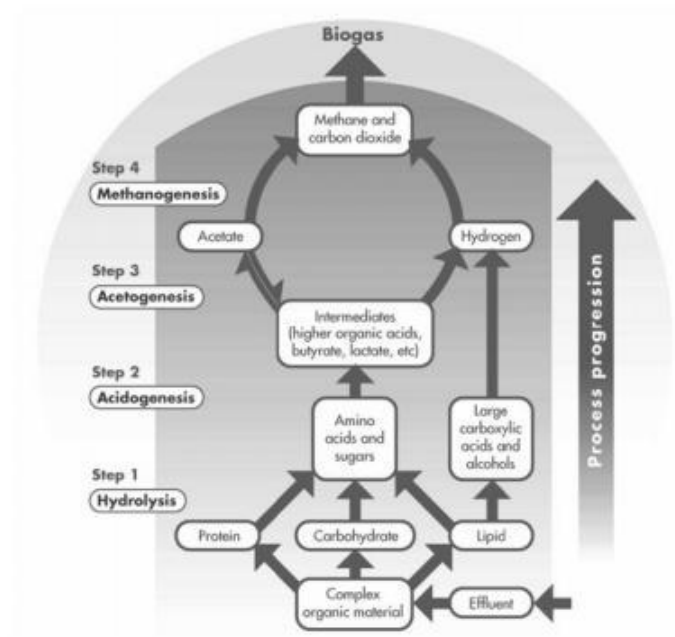 Biogas
Methane and
carbon dioxide
Step 4
Methanogenesis
Acetate
Hydrogen
Step 3
Acetogenesis
Intermediates
(higher organic acids,
butyrate, lactate, etc)
Step 2
Acidogenesis
Amino
acids and
sugars
Large
carboxylic
acids and
alcohols
Step 1
Hydrolysis
Protein
Carbohydrate
Lipid
Complex
organic material
Effluent
Process progression